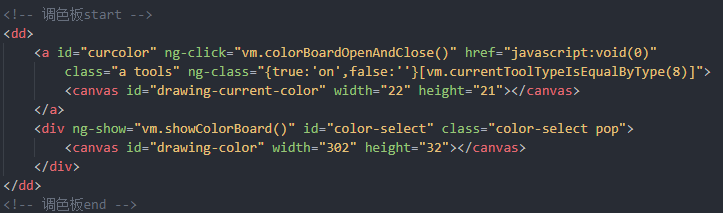 <!-- 调色板start -->
<dd>
    <a id="curcolor" ng-click="vm.colorBoardOpenAndClose()" href="javascript:void(0)"
        class="a tools" ng-class="{true:'on',false:''}[vm.currentToolTypeIsEqualByType(8)]">
        <canvas id="drawing-current-color" width="22" height="21"></canvas>
    </a>
    <div ng-show="vm.showColorBoard()" id="color-select" class="color-select pop">
        <canvas id="drawing-color" width="302" height="32"></canvas>
    </div>
</dd>
<!-- 调色板end -->